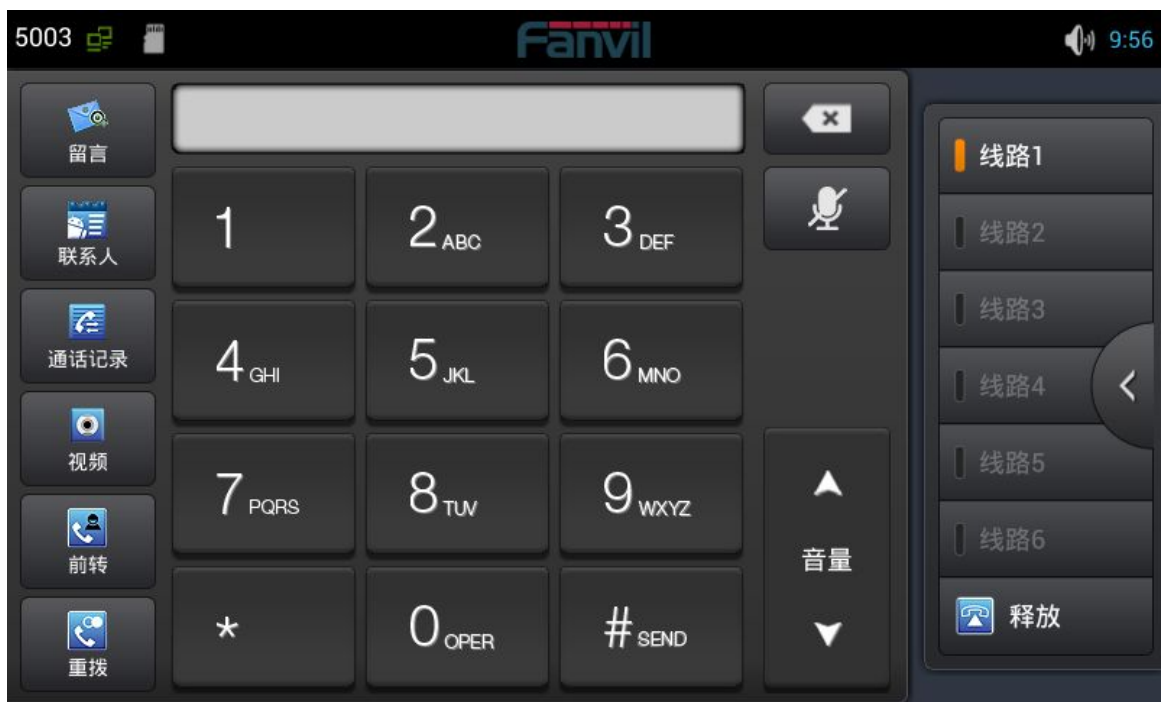 5003
Fanvil
9:56
留言
联系人
通话记录
视频
前转
重拨
1
2 ABC
3 DEF
4 GHI
5 JKL
6 MNO
7 PQRS
8 TUV
9 WXYZ
*
0 OPER
# SEND
音量
线路1
线路2
线路3
线路4
线路5
线路6
释放